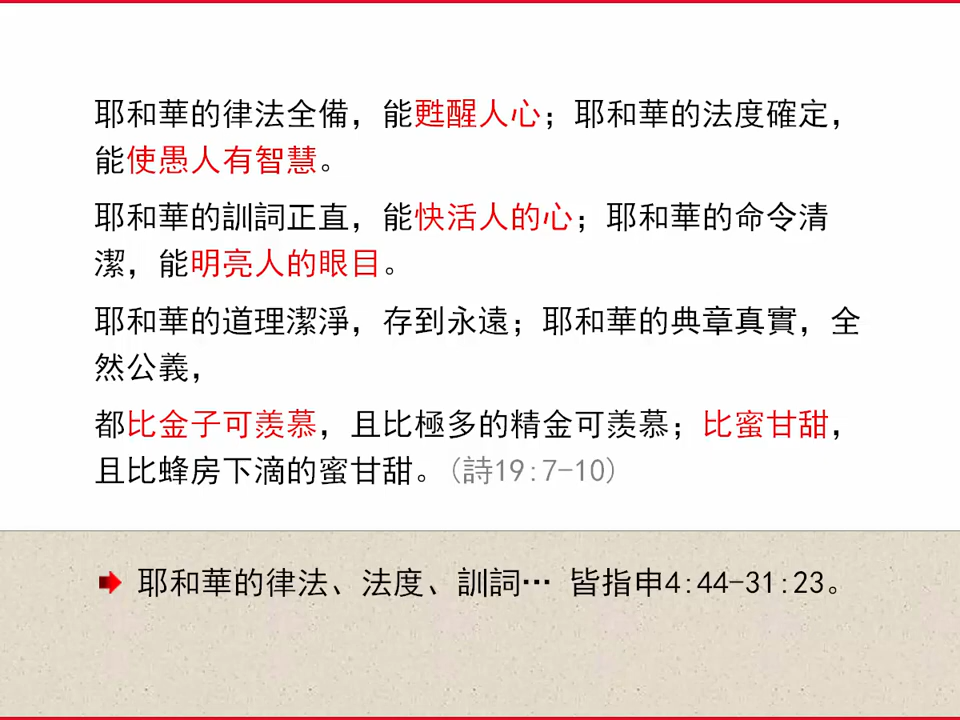 耶和華的律法全備，能甦醒人心；耶和華的法度確定，
能使愚人有智慧。
耶和華的訓詞正直，能快活人的心；耶和華的命令清
潔，能明亮人的眼目。
耶和華的道理潔淨，存到永遠；耶和華的典章真實，全
然公義，
都比金子可羨慕，且比極多的精金可羨慕；比蜜甘甜，
且比蜂房下滴的蜜甘甜。(詩19:7-10)
耶和華的律法、法度、訓詞… 皆指申4:44-31:23。